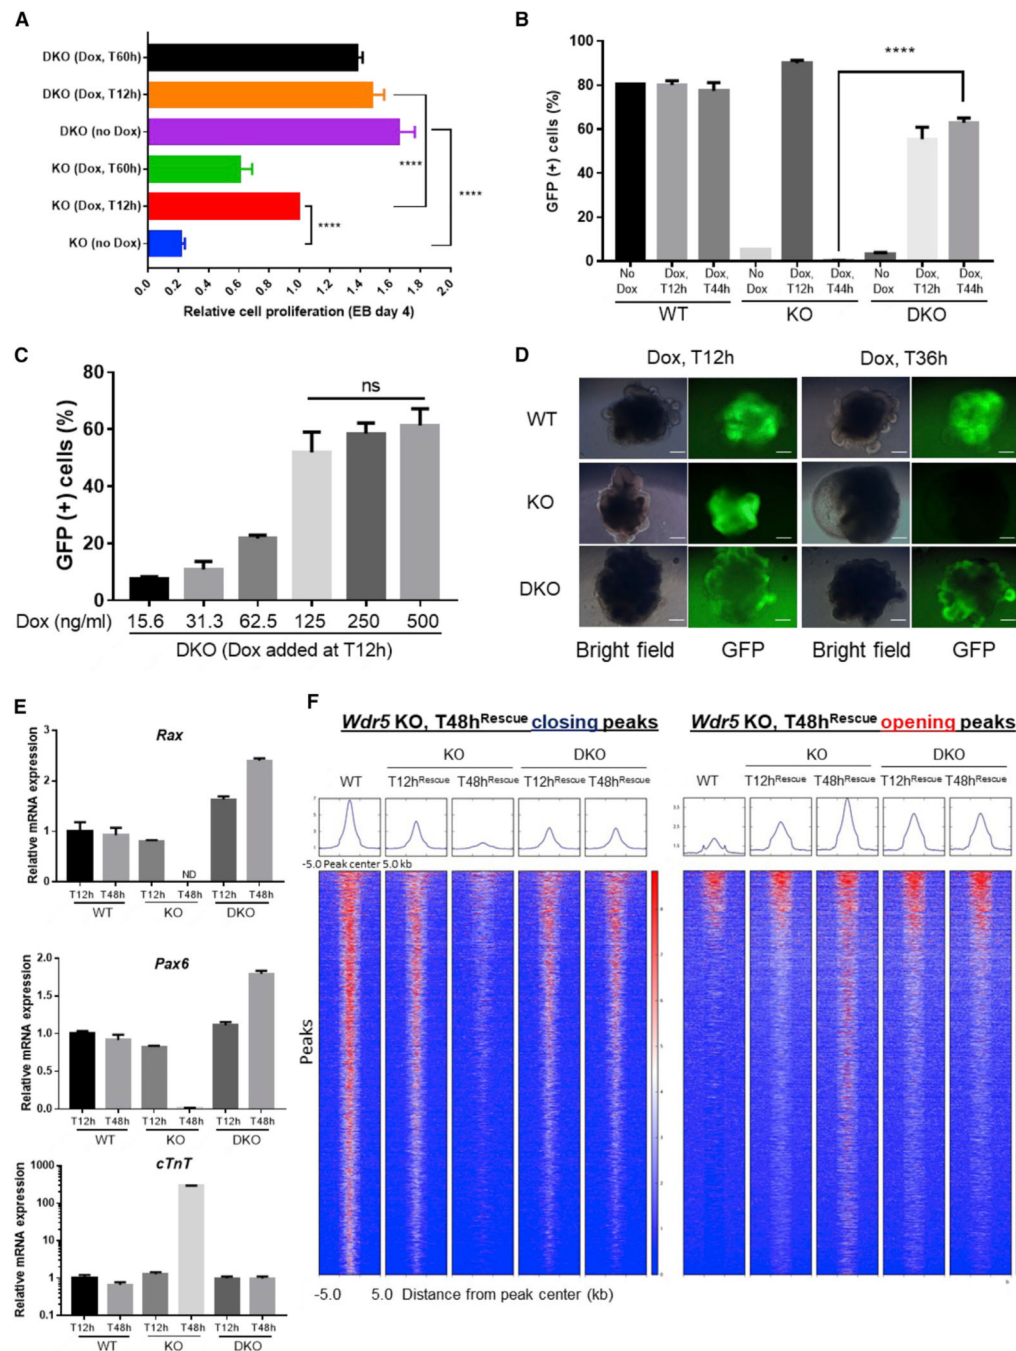 A
DKO (Dox, T60h)
DKO (Dox, T12h)
DKO (no Dox)
KO (Dox, T60h)
KO (Dox, T12h)
KO (no Dox)
****
****
****
0.0 0.2 0.4 0.6 0.8 1.0 1.2 1.4 1.6 1.8 2.0
Relative cell proliferation (EB day 4)
B
GFP (+) cells (%)
100
80
60
40
20
0
****
No Dox Dox, T12h Dox, T44h No Dox Dox, T12h Dox, T44h No Dox Dox, T12h Dox, T44h
WT KO DKO
C
GFP (+) cells (%)
80
60
40
20
0
ns
Dox (ng/ml) 15.6 31.3 62.5 125 250 500
DKO (Dox added at T12h)
D
Dox, T12h Dox, T36h
WT
KO
DKO
Bright field GFP Bright field GFP
E
Rax
Relative mRNA expression
3
2
1
0
ND
T12h T48h T12h T48h T12h T48h
WT KO DKO
Pax6
Relative mRNA expression
2.0
1.5
1.0
0.5
0.0
T12h T48h T12h T48h T12h T48h
WT KO DKO
cTnT
Relative mRNA expression
1000
100
10
1
0.1
T12h T48h T12h T48h T12h T48h
WT KO DKO
F
Wdr5 KO, T48hRescue closing peaks
KO DKO
WT T12hRescue T48hRescue T12hRescue T48hRescue
-5.0 Peak center 5.0 kb
Peaks
-5.0 5.0 Distance from peak center (kb)
Wdr5 KO, T48hRescue opening peaks
KO DKO
WT T12hRescue T48hRescue T12hRescue T48hRescue